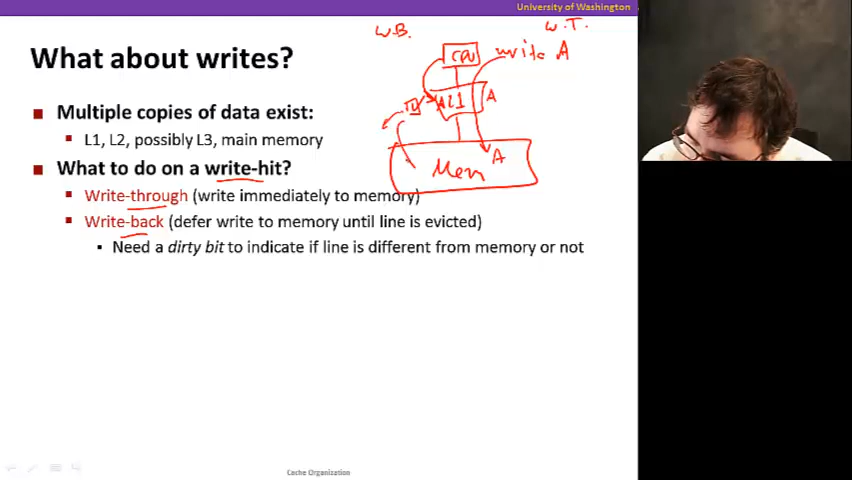 University of Washington
W.B.
W.T.
What about writes?
CPU
write A
Multiple copies of data exist:
A L1
A
L1, L2, possibly L3, main memory
What to do on a write-hit?
Mem
A
Write-through (write immediately to memory)
Write-back (defer write to memory until line is evicted)
Need a dirty bit to indicate if line is different from memory or not
Cache Organization